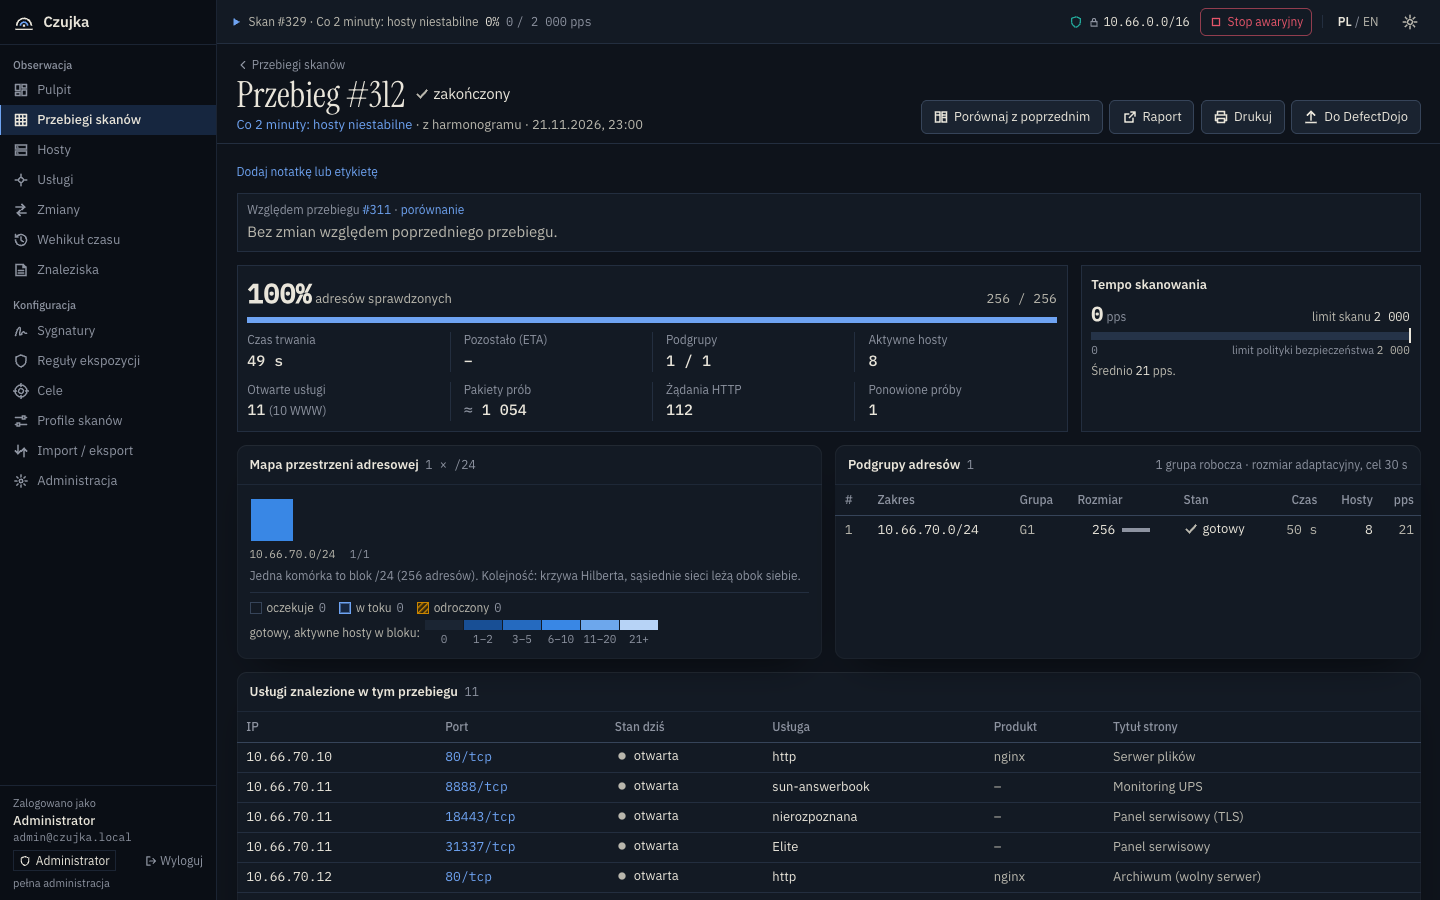 Czujka
Skan #329 · Co 2 minuty: hosty niestabilne 0% 0 / 2 000 pps
10.66.0.0/16
Stop awaryjny
PL / EN
Obserwacja
Pulpit
Przebiegi skanów
Hosty
Usługi
Zmiany
Wehikuł czasu
Znaleziska
Konfiguracja
Sygnatury
Reguły ekspozycji
Cele
Profile skanów
Import / eksport
Administracja
Zalogowano jako
Administrator
admin@czujka.local
Administrator
Wyloguj
pełna administracja
Przebiegi skanów
Przebieg #312 zakończony
Co 2 minuty: hosty niestabilne · z harmonogramu · 21.11.2026, 23:00
Porównaj z poprzednim
Raport
Drukuj
Do DefectDojo
Dodaj notatkę lub etykietę
Względem przebiegu #311 · porównanie
Bez zmian względem poprzedniego przebiegu.
100% adresów sprawdzonych 256 / 256
Czas trwania Pozostało (ETA) Podgrupy Aktywne hosty
49 s – 1 / 1 8
Otwarte usługi Pakiety prób Żądania HTTP Ponowione próby
11 (10 WWW) ≈ 1 054 112 1
Tempo skanowania
0 pps limit skanu 2 000
0 limit polityki bezpieczeństwa 2 000
Średnio 21 pps.
Mapa przestrzeni adresowej 1 × /24
10.66.70.0/24 1/1
Jedna komórka to blok /24 (256 adresów). Kolejność: krzywa Hilberta, sąsiednie sieci leżą obok siebie.
oczekuje 0 w toku 0 odroczony 0
gotowy, aktywne hosty w bloku:
0 1–2 3–5 6–10 11–20 21+
Podgrupy adresów 1 1 grupa robocza · rozmiar adaptacyjny, cel 30 s
# Zakres Grupa Rozmiar Stan Czas Hosty pps
1 10.66.70.0/24 G1 256 gotowy 50 s 8 21
Usługi znalezione w tym przebiegu 11
IP Port Stan dziś Usługa Produkt Tytuł strony
10.66.70.10 80/tcp otwarta http nginx Serwer plików
10.66.70.11 8888/tcp otwarta sun-answerbook – Monitoring UPS
10.66.70.11 18443/tcp otwarta nierozpoznana – Panel serwisowy (TLS)
10.66.70.11 31337/tcp otwarta Elite – Panel serwisowy
10.66.70.12 80/tcp otwarta http nginx Archiwum (wolny serwer)